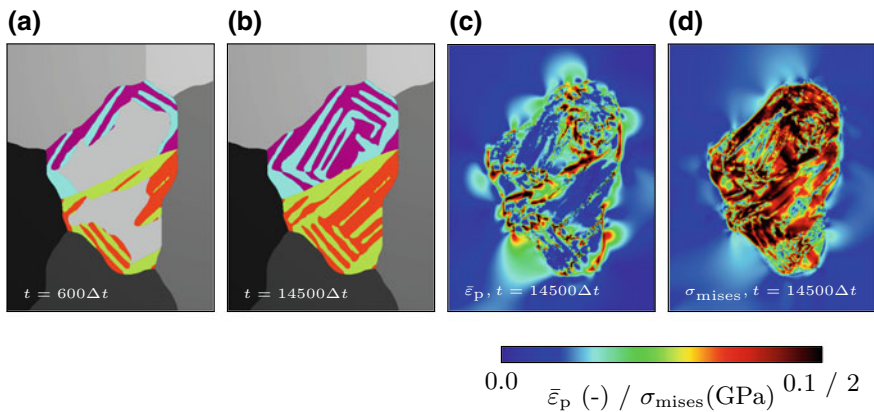 (a) (b) (c) (d)
t = 600Δt
t = 14500Δt
ε̄p, t = 14500Δt
σmises, t = 14500Δt
0.0 0.1 / 2
ε̄p (-) / σmises(GPa)